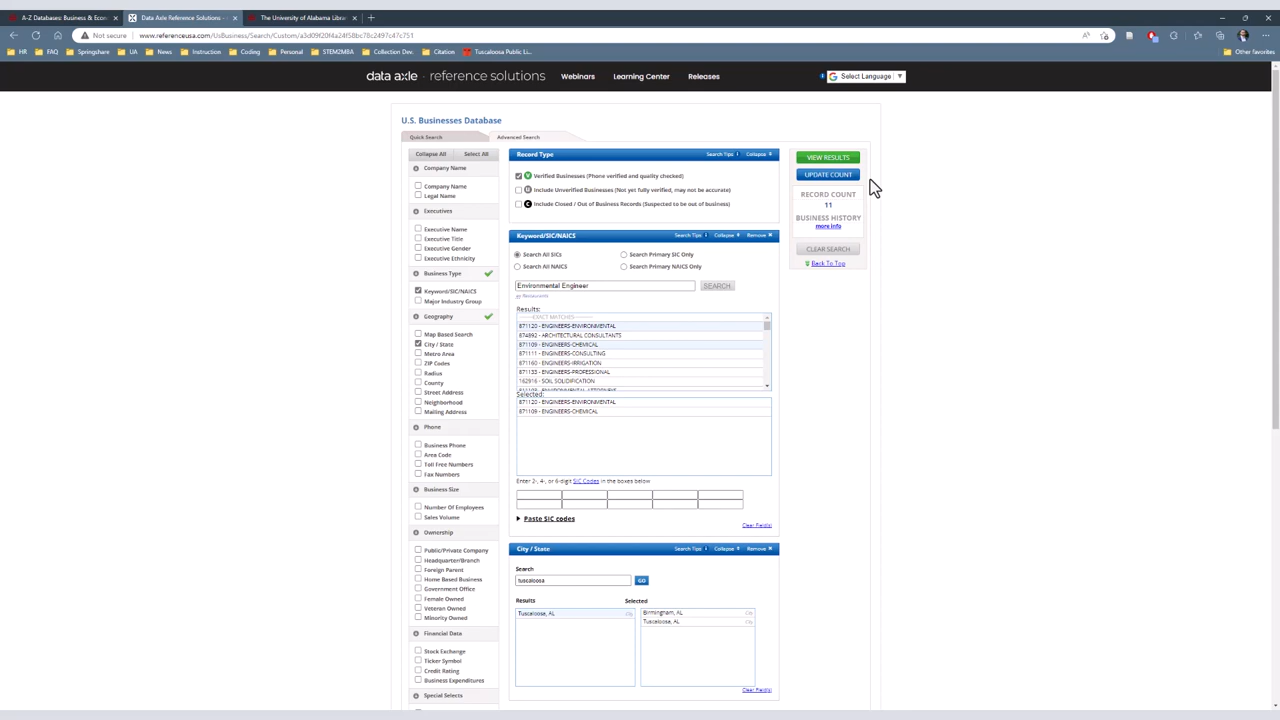 A-Z Databases: Business & Econo
Data Axle Reference Solutions -
The University of Alabama Librar
Not secure
www.referenceusa.com/UsBusiness/Search/Custom/a3d09f20f4a24f58bc2497c47c751
HR
FAQ
Springshare
UA
News
Instruction
Coding
Personal
STEM2MBA
Collection Dev.
Citation
Tuscaloosa Public Li...
Other favorites
data axle reference solutions
Webinars
Learning Center
Releases
Select Language
U.S. Businesses Database
Quick Search
Advanced Search
Collapse All
Select All
Company Name
Company Name
Legal Name
Executives
Executive Name
Executive Title
Executive Gender
Executive Ethnicity
Business Type
Keyword/SIC/NAICS
Major Industry Group
Geography
Map Based Search
City / State
Metro Area
ZIP Codes
Radius
County
Street Address
Neighborhood
Mailing Address
Phone
Business Phone
Area Code
Toll Free Numbers
Fax Numbers
Business Size
Number Of Employees
Sales Volume
Ownership
Public/Private Company
Headquarter/Branch
Foreign Parent
Home Based Business
Government Office
Female Owned
Veteran Owned
Minority Owned
Financial Data
Stock Exchange
Ticker Symbol
Credit Rating
Business Expenditures
Special Selects
Record Type
Search Tips
Collapse
V Verified Businesses (Phone verified and quality checked)
U Include Unverified Businesses (Not yet fully verified, may not be accurate)
C Include Closed / Out of Business Records (Suspected to be out of business)
Keyword/SIC/NAICS
Search Tips
Collapse
Remove
Search All SICs
Search Primary SIC Only
Search All NAICS
Search Primary NAICS Only
Environmental Engineer
SEARCH
eg Restaurants
Results:
------EXACT MATCHES------
871120 - ENGINEERS-ENVIRONMENTAL
874892 - ARCHITECTURAL CONSULTANTS
871109 - ENGINEERS-CHEMICAL
871111 - ENGINEERS-CONSULTING
871160 - ENGINEERS-IRRIGATION
871133 - ENGINEERS-PROFESSIONAL
162916 - SOIL SOLIDIFICATION
Selected:
871120 - ENGINEERS-ENVIRONMENTAL
871109 - ENGINEERS-CHEMICAL
Enter 2-, 4-, or 6-digit SIC Codes in the boxes below
Paste SIC codes
Clear Field(s)
City / State
Search Tips
Collapse
Remove
Search
tuscaloosa
GO
Results
Selected
Tuscaloosa, AL
City
Birmingham, AL
City
Tuscaloosa, AL
City
Clear Field(s)
VIEW RESULTS
UPDATE COUNT
RECORD COUNT
11
BUSINESS HISTORY
more info
CLEAR SEARCH
Back To Top